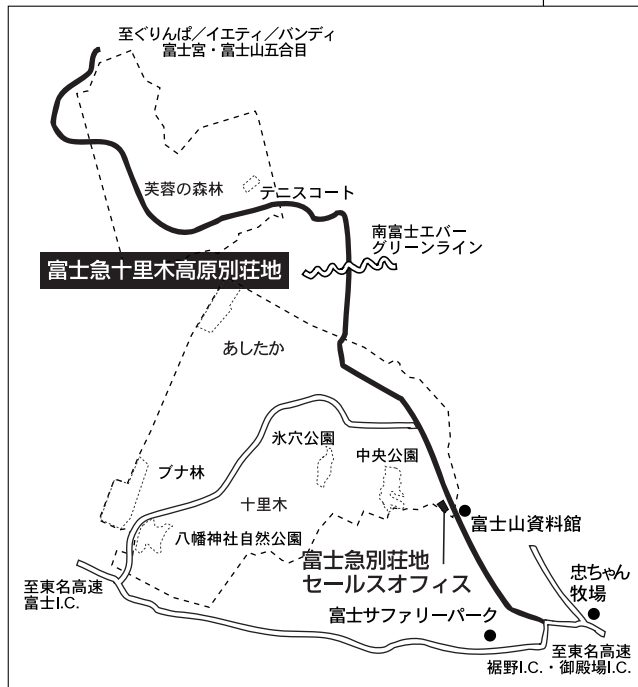 至ぐりんぱ/イエティ/バンディ
富士宮・富士山五合目
芙蓉の森林
テニスコート
南富士エバー
グリーンライン
富士急十里木高原別荘地
あしたか
氷穴公園
中央公園
ブナ林
十里木
八幡神社自然公園
富士山資料館
富士急別荘地
セールスオフィス
忠ちゃん
牧場
至東名高速
富士I.C.
富士サファリーパーク
至東名高速
裾野I.C.・御殿場I.C.